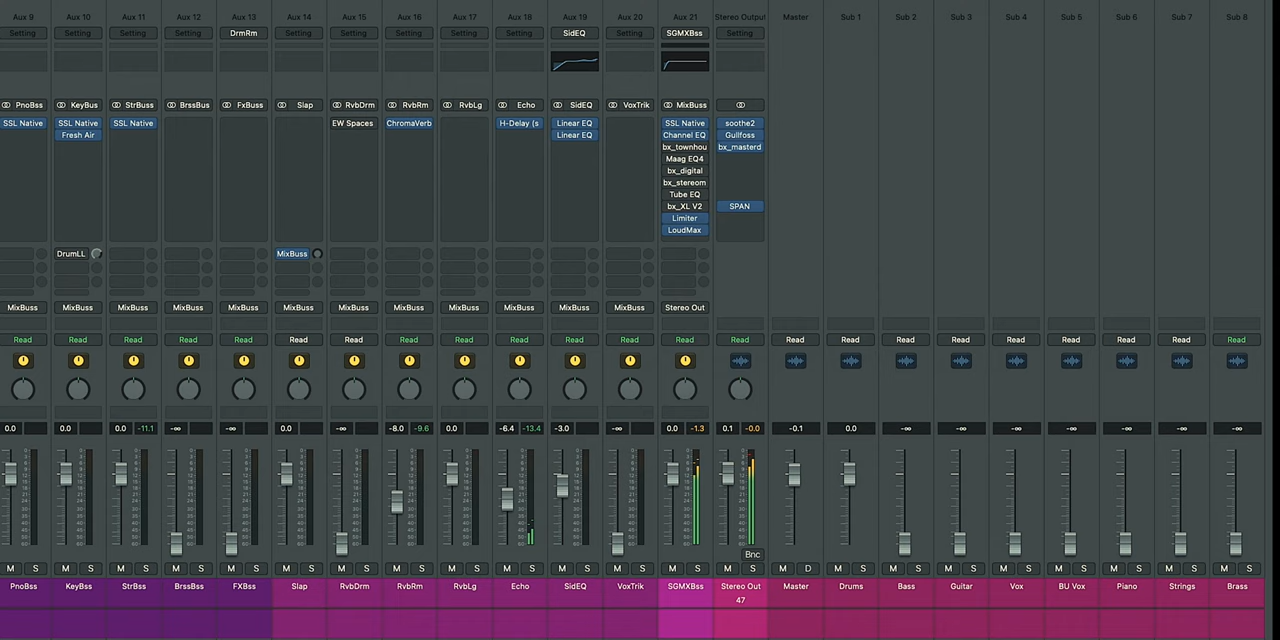 Aux 9 Aux 10 Aux 11 Aux 12 Aux 13 Aux 14 Aux 15 Aux 16 Aux 17 Aux 18 Aux 19 Aux 20 Aux 21 Stereo Output Master Sub 1 Sub 2 Sub 3 Sub 4 Sub 5 Sub 6 Sub 7 Sub 8
Setting Setting Setting Setting DrmRm Setting Setting Setting Setting Setting SidEQ Setting SGMXBss Setting
PnoBss KeyBus StrBuss BrssBus FxBuss Slap RvbDrm RvbRm RvbLg Echo SidEQ VoxTrik MixBuss
SSL Native SSL Native SSL Native EW Spaces ChromaVerb H-Delay (s Linear EQ SSL Native soothe2
Fresh Air Linear EQ Channel EQ Gullfoss
bx_townhou bx_masterd
Maag EQ4
bx_digital
bx_stereom
Tube EQ
bx_XL V2 SPAN
Limiter
LoudMax
DrumLL MixBuss
MixBuss MixBuss MixBuss MixBuss MixBuss MixBuss MixBuss MixBuss MixBuss MixBuss MixBuss MixBuss Stereo Out
Read Read Read Read Read Read Read Read Read Read Read Read Read Read Read Read Read Read Read Read Read Read Read
0.0 0.0 0.0 -11.1 -∞ -∞ 0.0 -∞ -8.0 -9.6 0.0 -6.4 -13.4 -3.0 -∞ 0.0 -1.3 0.1 -0.0 -0.1 0.0 -∞ -∞ -∞ -∞ -∞ -∞ -∞
Bnc
M S M S M S M S M S M S M S M S M S M S M S M S M S M S M D M S M S M S M S M S M S M S M S
PnoBss KeyBss StrBss BrssBss FXBss Slap RvbDrm RvbRm RvbLg Echo SidEQ VoxTrik SGMXBss Stereo Out Master Drums Bass Guitar Vox BU Vox Piano Strings Brass
47